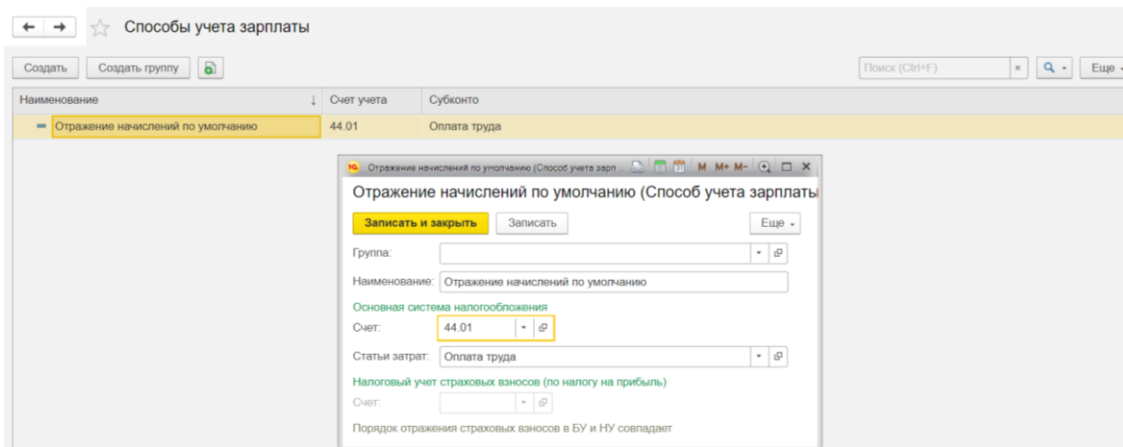 Способы учета зарплаты
Создать Создать группу Поиск (Ctrl+F) × Еще
Наименование ↓ Счет учета Субконто
Отражение начислений по умолчанию 44.01 Оплата труда
1С Отражение начислений по умолчанию (Способ учета зарп... M M+ M-
Отражение начислений по умолчанию (Способ учета зарплаты
Записать и закрыть Записать Еще
Группа:
Наименование: Отражение начислений по умолчанию
Основная система налогообложения
Счет: 44.01
Статьи затрат: Оплата труда
Налоговый учет страховых взносов (по налогу на прибыль)
Счет:
Порядок отражения страховых взносов в БУ и НУ совпадает